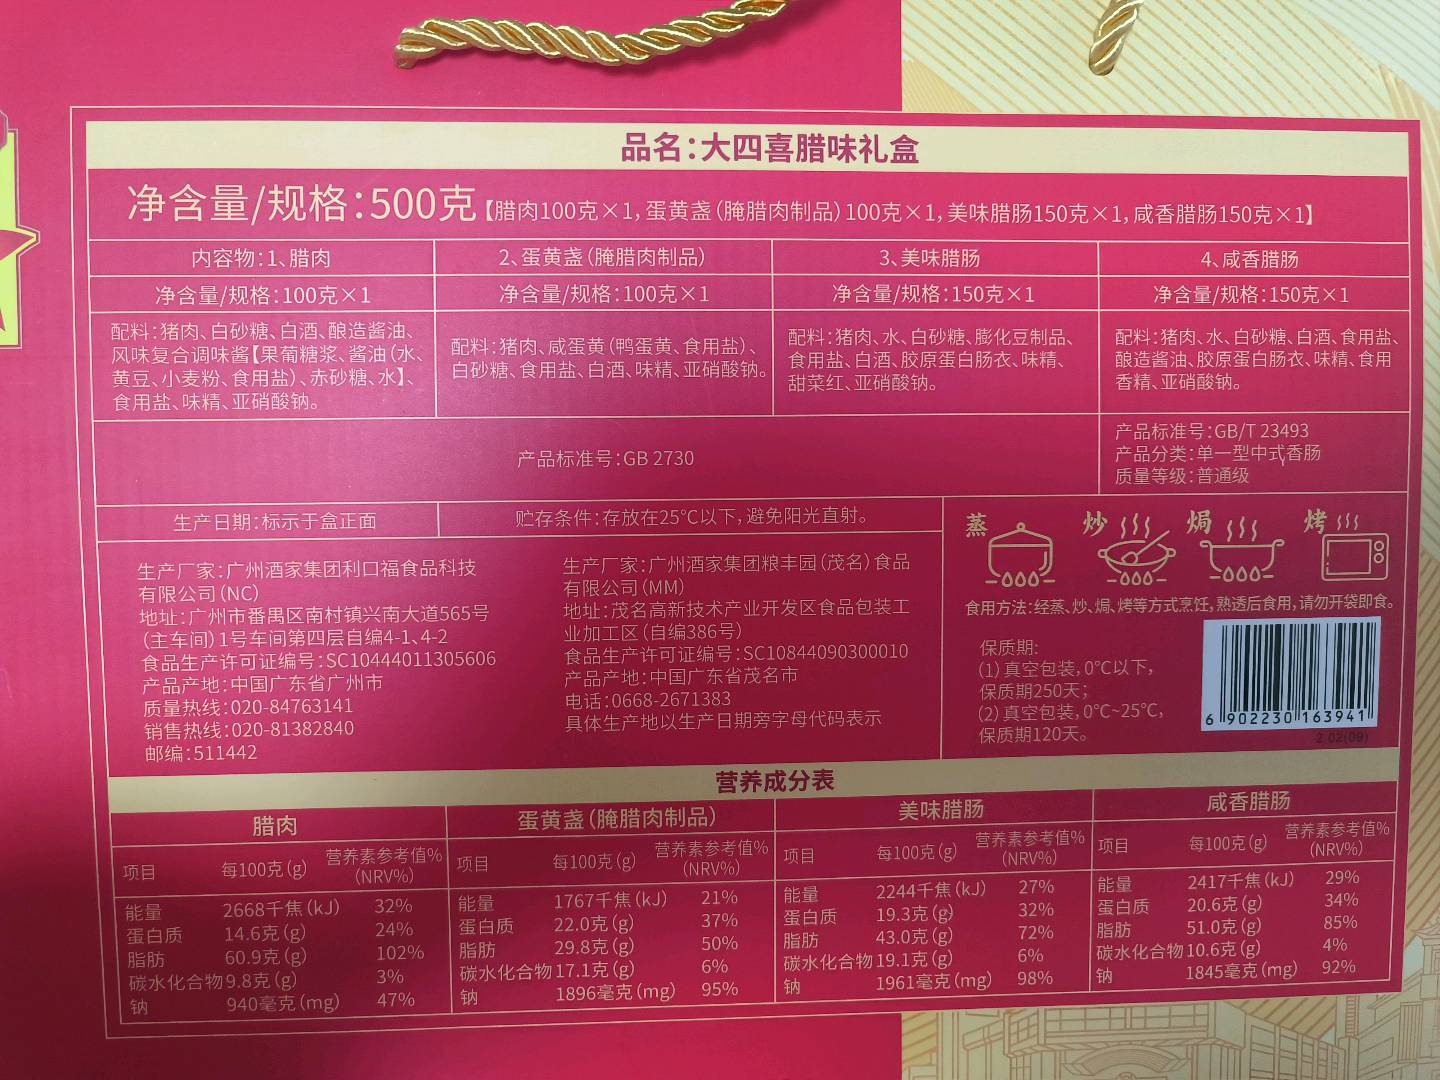 品名:大四喜腊味礼盒
净含量/规格:500克【腊肉100克×1,蛋黄盏(腌腊肉制品)100克×1,美味腊肠150克×1,咸香腊肠150克×1】
内容物:1、腊肉
2、蛋黄盏(腌腊肉制品)
3、美味腊肠
4、咸香腊肠
净含量/规格:100克×1
净含量/规格:100克×1
净含量/规格:150克×1
净含量/规格:150克×1
配料:猪肉、白砂糖、白酒、酿造酱油、
风味复合调味酱【果葡糖浆、酱油(水、
黄豆、小麦粉、食用盐)、赤砂糖、水】、
食用盐、味精、亚硝酸钠。
配料:猪肉、咸蛋黄(鸭蛋黄、食用盐)、
白砂糖、食用盐、白酒、味精、亚硝酸钠。
配料:猪肉、水、白砂糖、膨化豆制品、
食用盐、白酒、胶原蛋白肠衣、味精、
甜菜红、亚硝酸钠。
配料:猪肉、水、白砂糖、白酒、食用盐、
酿造酱油、胶原蛋白肠衣、味精、食用
香精、亚硝酸钠。
产品标准号:GB 2730
产品标准号:GB/T 23493
产品分类:单一型中式香肠
质量等级:普通级
生产日期:标示于盒正面
贮存条件:存放在25℃以下,避免阳光直射。
生产厂家:广州酒家集团利口福食品科技
有限公司(NC)
地址:广州市番禺区南村镇兴南大道565号
(主车间)1号车间第四层自编4-1、4-2
食品生产许可证编号:SC10444011305606
产品产地:中国广东省广州市
质量热线:020-84763141
销售热线:020-81382840
邮编:511442
生产厂家:广州酒家集团粮丰园(茂名)食品
有限公司(MM)
地址:茂名高新技术产业开发区食品包装工
业加工区(自编386号)
食品生产许可证编号:SC10844090300010
产品产地:中国广东省茂名市
电话:0668-2671383
具体生产地以生产日期旁字母代码表示
蒸 炒 焗 烤
食用方法:经蒸、炒、焗、烤等方式烹饪,熟透后食用,请勿开袋即食。
保质期:
(1)真空包装,0℃以下,
保质期250天;
(2)真空包装,0℃~25℃,
保质期120天。
6 902230 163941
2.02(09)
营养成分表
腊肉
项目 每100克(g) 营养素参考值%
(NRV%)
能量 2668千焦(kJ) 32%
蛋白质 14.6克(g) 24%
脂肪 60.9克(g) 102%
碳水化合物 9.8克(g) 3%
钠 940毫克(mg) 47%
蛋黄盏(腌腊肉制品)
项目 每100克(g) 营养素参考值%
(NRV%)
能量 1767千焦(kJ) 21%
蛋白质 22.0克(g) 37%
脂肪 29.8克(g) 50%
碳水化合物 17.1克(g) 6%
钠 1896毫克(mg) 95%
美味腊肠
项目 每100克(g) 营养素参考值%
(NRV%)
能量 2244千焦(kJ) 27%
蛋白质 19.3克(g) 32%
脂肪 43.0克(g) 72%
碳水化合物 19.1克(g) 6%
钠 1961毫克(mg) 98%
咸香腊肠
项目 每100克(g) 营养素参考值%
(NRV%)
能量 2417千焦(kJ) 29%
蛋白质 20.6克(g) 34%
脂肪 51.0克(g) 85%
碳水化合物 10.6克(g) 4%
钠 1845毫克(mg) 92%